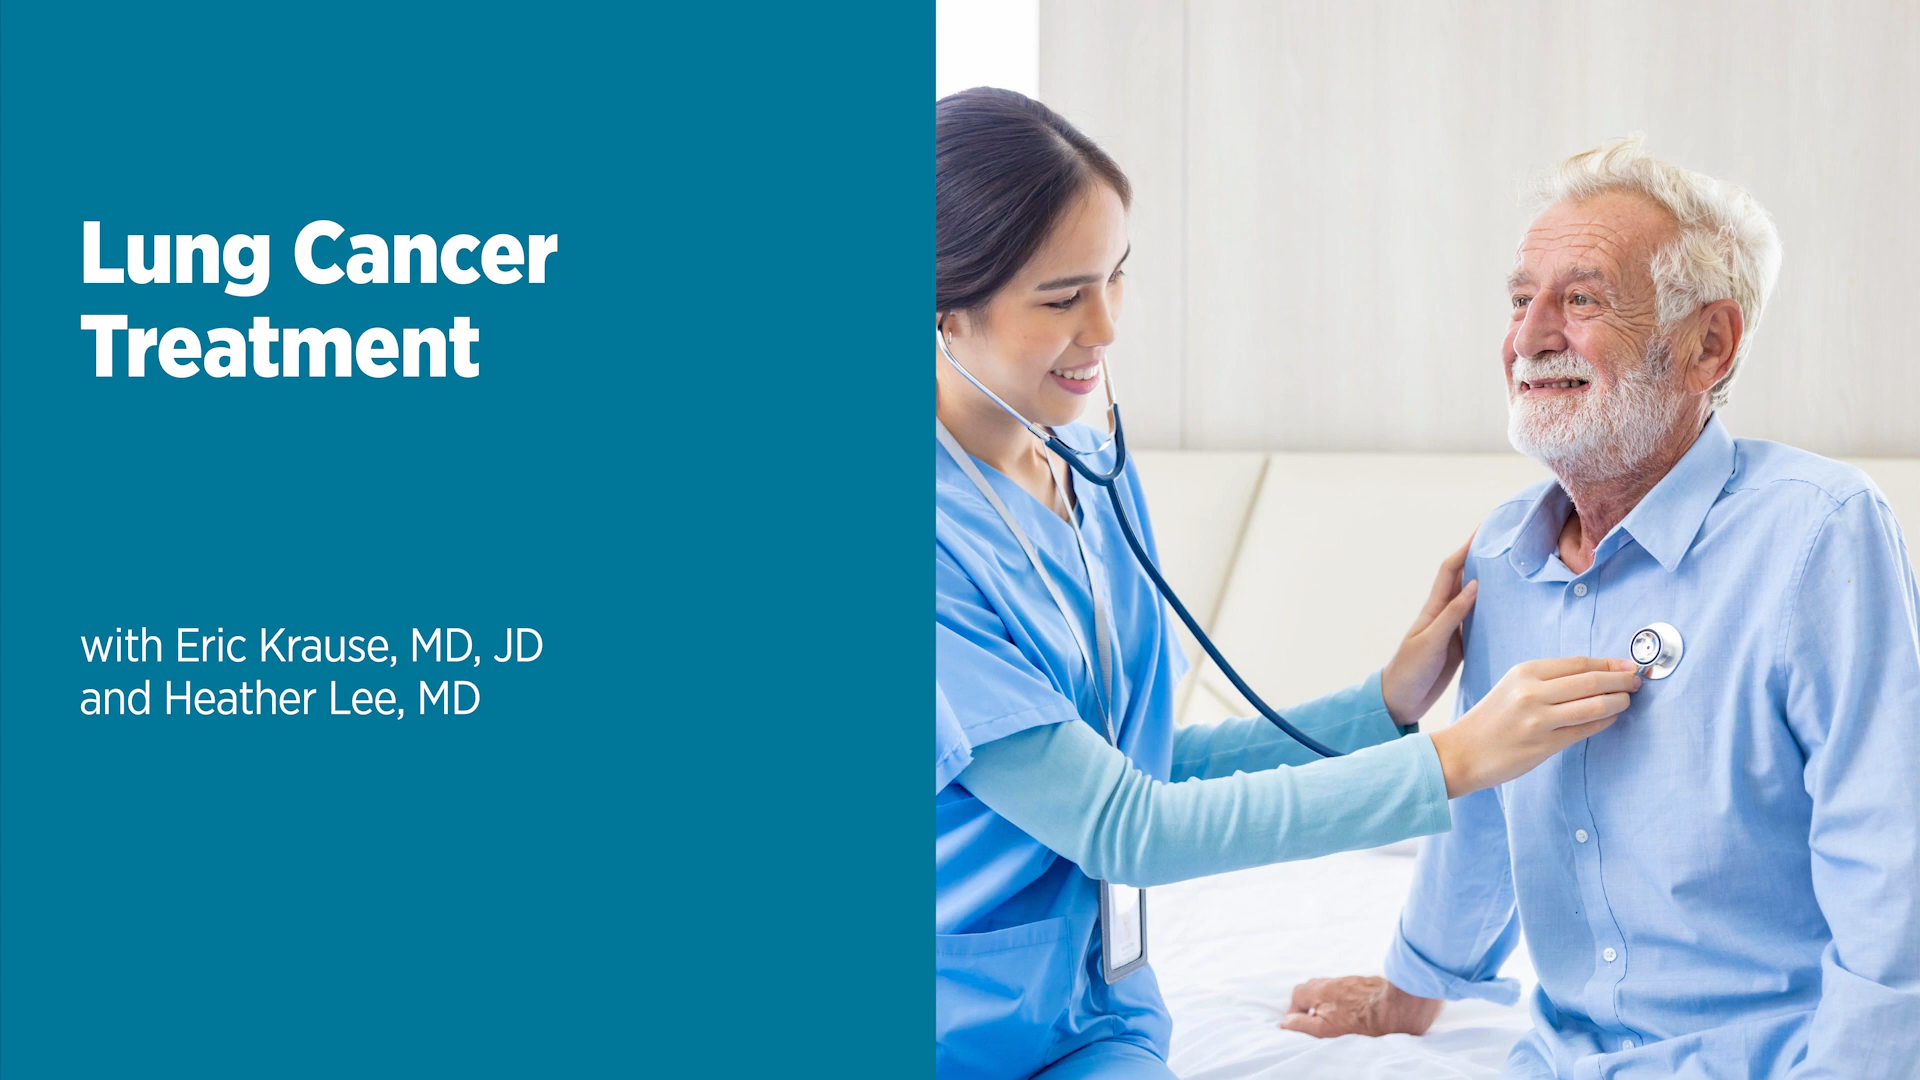 Lung Cancer
Treatment
with Eric Krause, MD, JD
and Heather Lee, MD